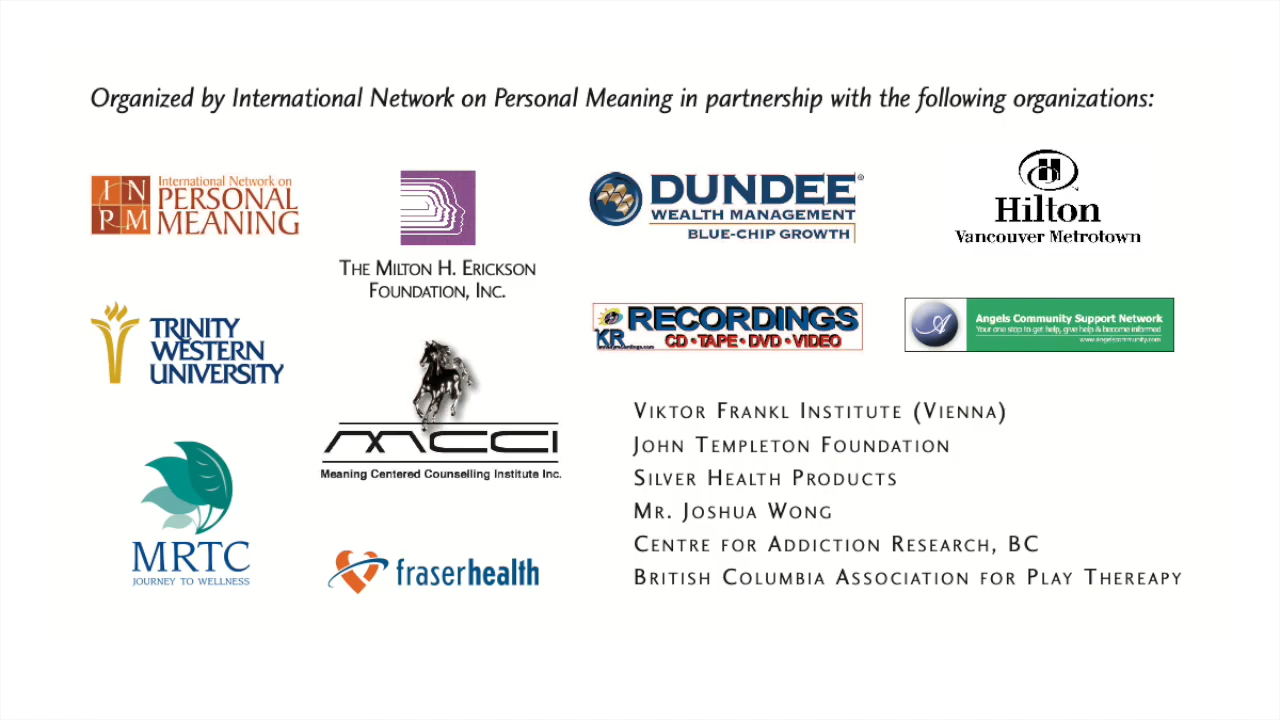 Organized by International Network on Personal Meaning in partnership with the following organizations:
I N
P M
International Network on
PERSONAL
MEANING
THE MILTON H. ERICKSON
FOUNDATION, INC.
DUNDEE®
WEALTH MANAGEMENT
BLUE-CHIP GROWTH
H
Hilton
Vancouver Metrotown
TRINITY
WESTERN
UNIVERSITY
KR
RECORDINGS
CD • TAPE • DVD • VIDEO
A
Angels Community Support Network
Your one stop to get help, give help & become informed
www.angelscommunity.com
MCCI
Meaning Centered Counselling Institute Inc.
MRTC
JOURNEY TO WELLNESS
fraserhealth
VIKTOR FRANKL INSTITUTE (VIENNA)
JOHN TEMPLETON FOUNDATION
SILVER HEALTH PRODUCTS
MR. JOSHUA WONG
CENTRE FOR ADDICTION RESEARCH, BC
BRITISH COLUMBIA ASSOCIATION FOR PLAY THEREAPY